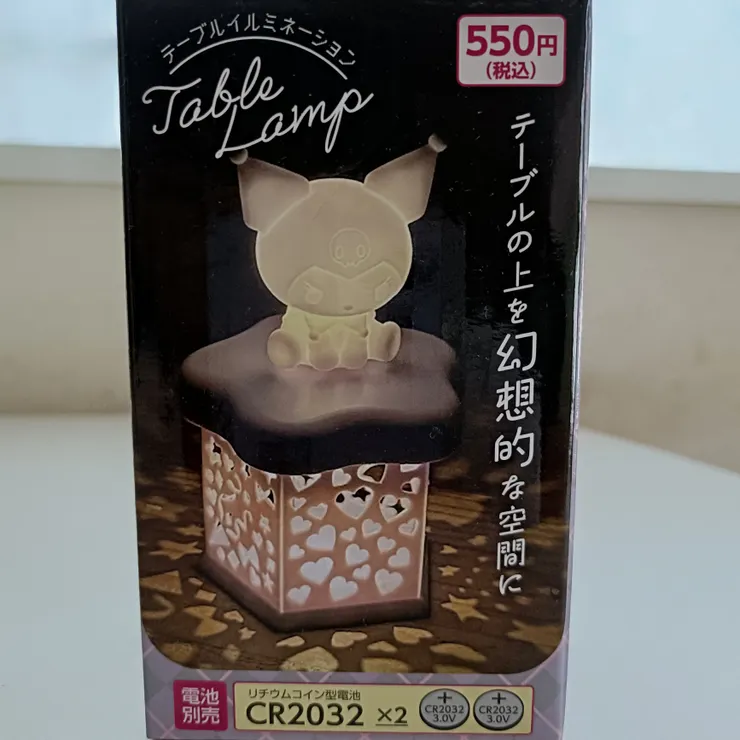 テーブルイルミネーション
Table
Lamp
550円
(税込)
テーブルの上を幻想的な空間に
電池
別売
リチウムコイン型電池
CR2032 ×2
+
CR2032
3.0V
+
CR2032
3.0V